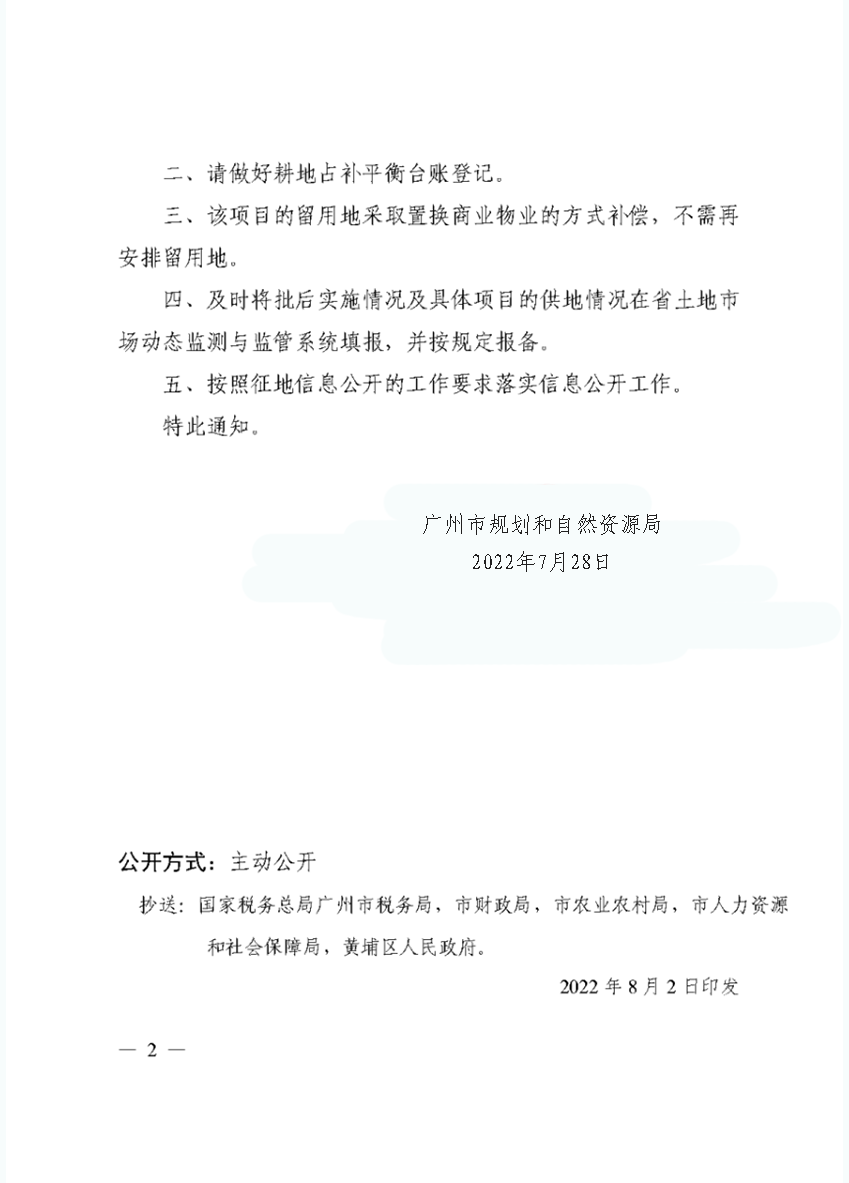 二、请做好耕地占补平衡台账登记。
三、该项目的留用地采取置换商业物业的方式补偿，不需再
安排留用地。
四、及时将批后实施情况及具体项目的供地情况在省土地市
场动态监测与监管系统填报，并按规定报备。
五、按照征地信息公开的工作要求落实信息公开工作。
特此通知。
广州市规划和自然资源局
2022年7月28日
公开方式：主动公开
抄送：国家税务总局广州市税务局，市财政局，市农业农村局，市人力资源
和社会保障局，黄埔区人民政府。
2022 年 8 月 2 日印发
— 2 —